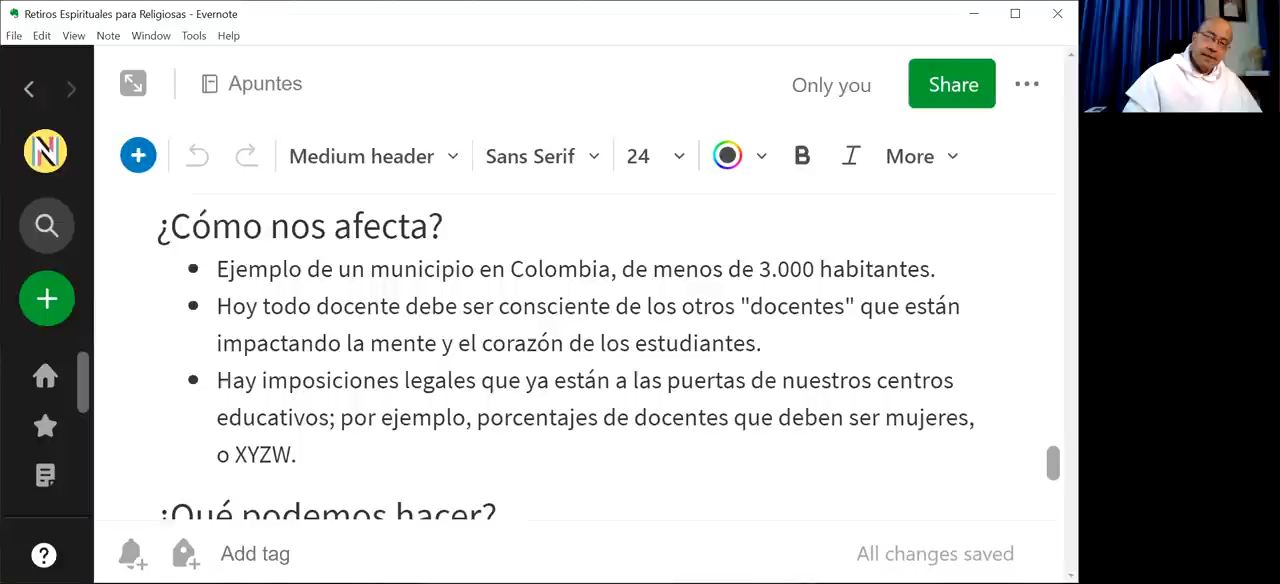 Retiros Espirituales para Religiosas - Evernote
File Edit View Note Window Tools Help
Apuntes
Only you
Share
Medium header
Sans Serif
24
B
I
More
¿Cómo nos afecta?
Ejemplo de un municipio en Colombia, de menos de 3.000 habitantes.
Hoy todo docente debe ser consciente de los otros "docentes" que están
impactando la mente y el corazón de los estudiantes.
Hay imposiciones legales que ya están a las puertas de nuestros centros
educativos; por ejemplo, porcentajes de docentes que deben ser mujeres,
o XYZW.
¿Qué podemos hacer?
Add tag
All changes saved